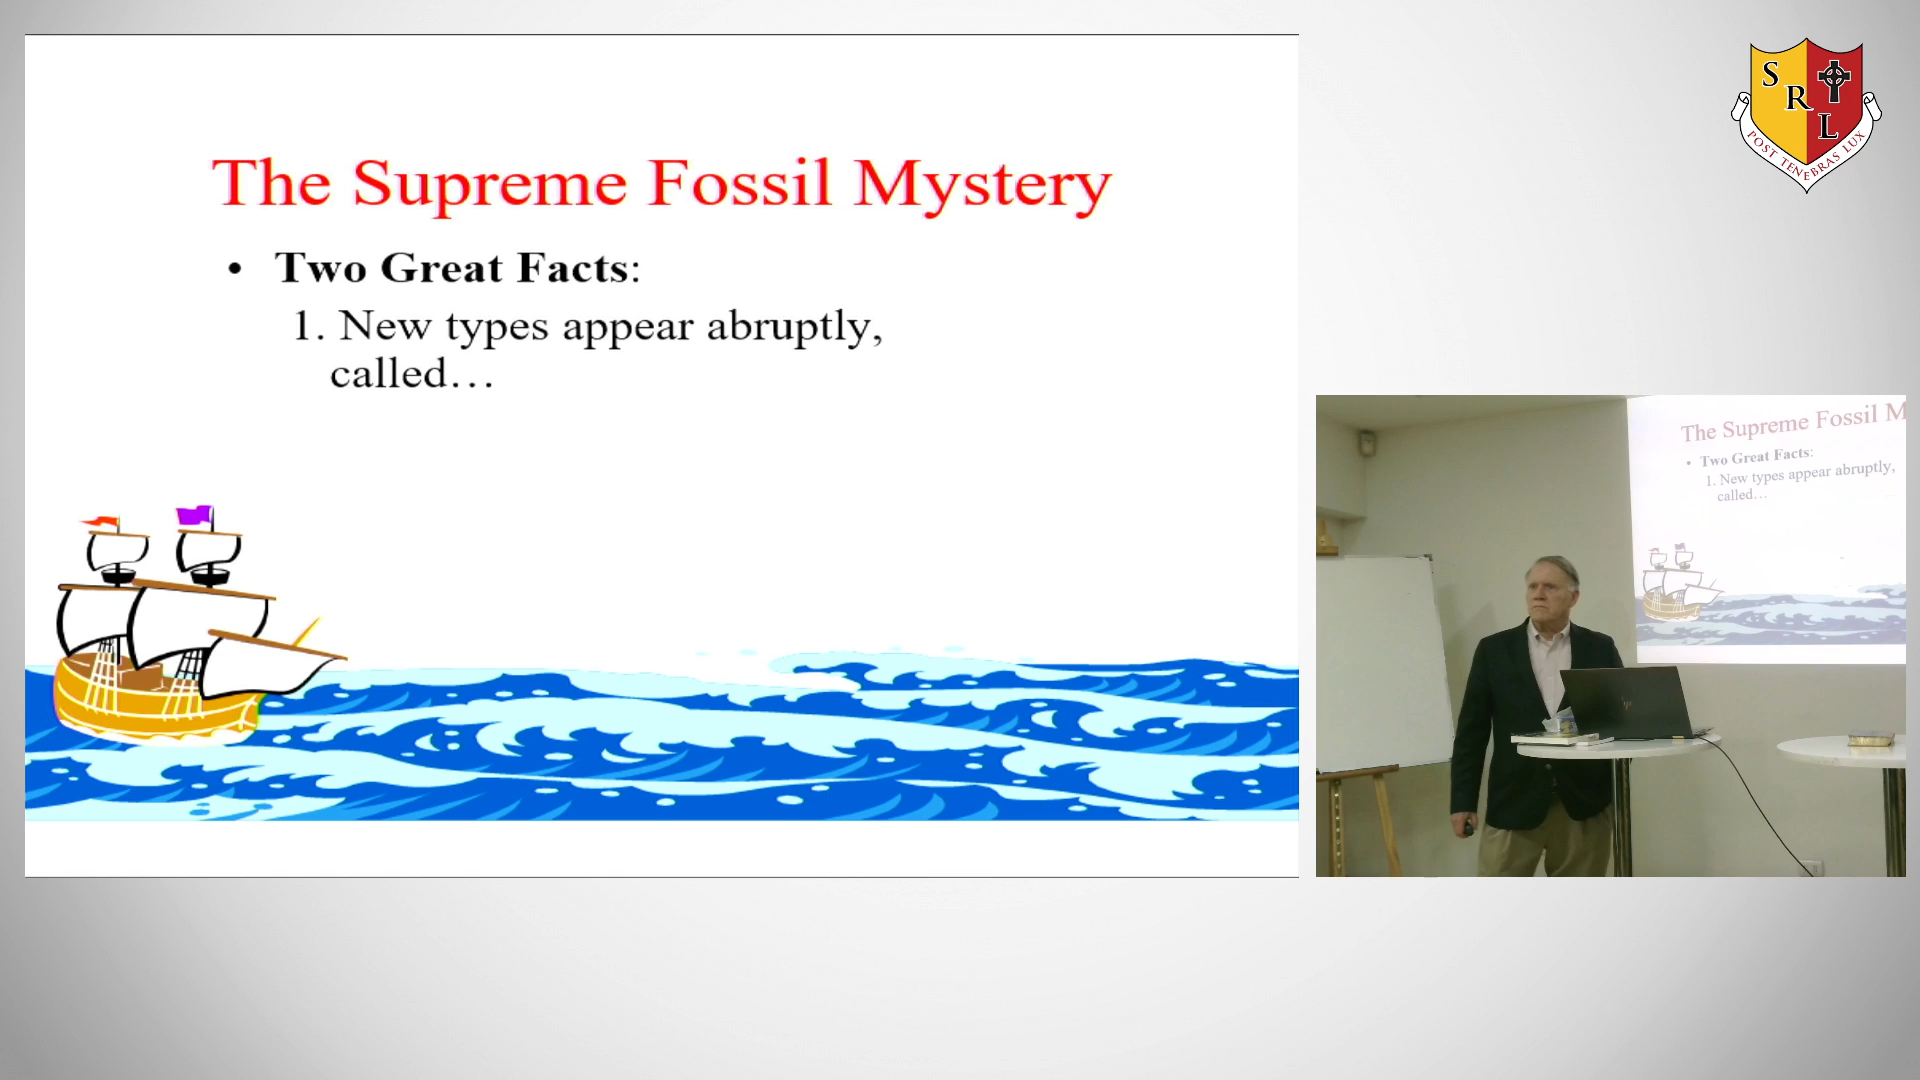 The Supreme Fossil Mystery
• Two Great Facts:
1. New types appear abruptly,
called…
S
R
L
POST TENEBRAS LUX
The Supreme Fossil M
• Two Great Facts:
1. New types appear abruptly,
called…
hp